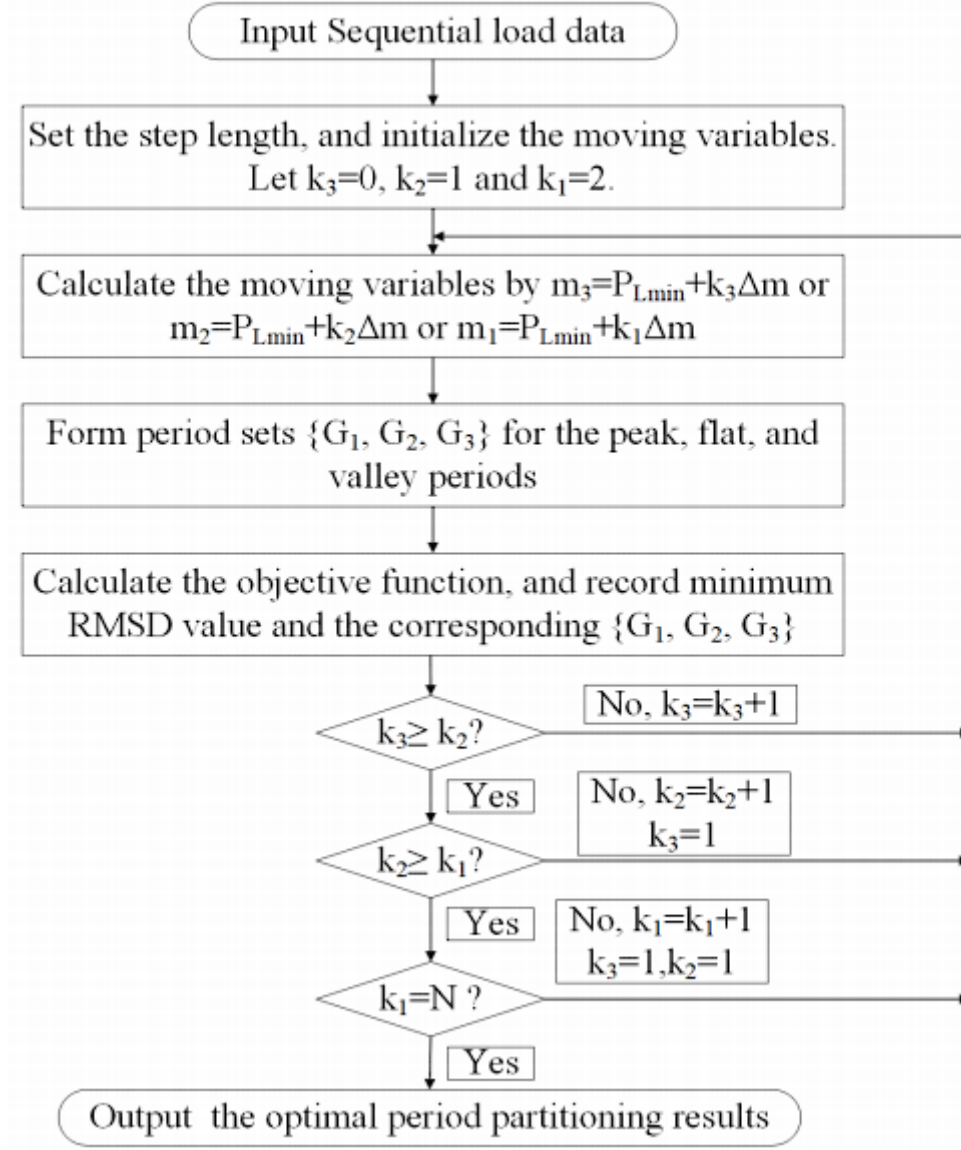 Input Sequential load data
Set the step length, and initialize the moving variables.
Let k₃=0, k₂=1 and k₁=2.
Calculate the moving variables by m₃=P_Lmin+k₃Δm or
m₂=P_Lmin+k₂Δm or m₁=P_Lmin+k₁Δm
Form period sets {G₁, G₂, G₃} for the peak, flat, and
valley periods
Calculate the objective function, and record minimum
RMSD value and the corresponding {G₁, G₂, G₃}
k₃≥ k₂?
No, k₃=k₃+1
Yes
No, k₂=k₂+1
k₃=1
k₂≥ k₁?
Yes
No, k₁=k₁+1
k₃=1,k₂=1
k₁=N ?
Yes
Output the optimal period partitioning results